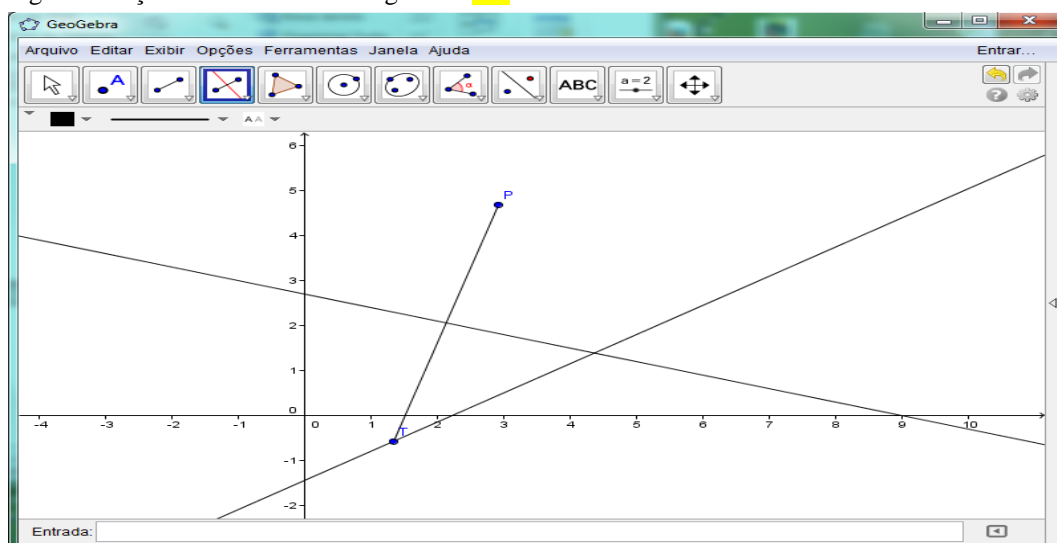 GeoGebra
Arquivo Editar Exibir Opções Ferramentas Janela Ajuda
Entrar...
A
α
ABC
a=2
AA
6
5
P
4
3
2
1
0
-4 -3 -2 -1 0 1 2 3 4 5 6 7 8 9 10
T
-1
-2
Entrada: